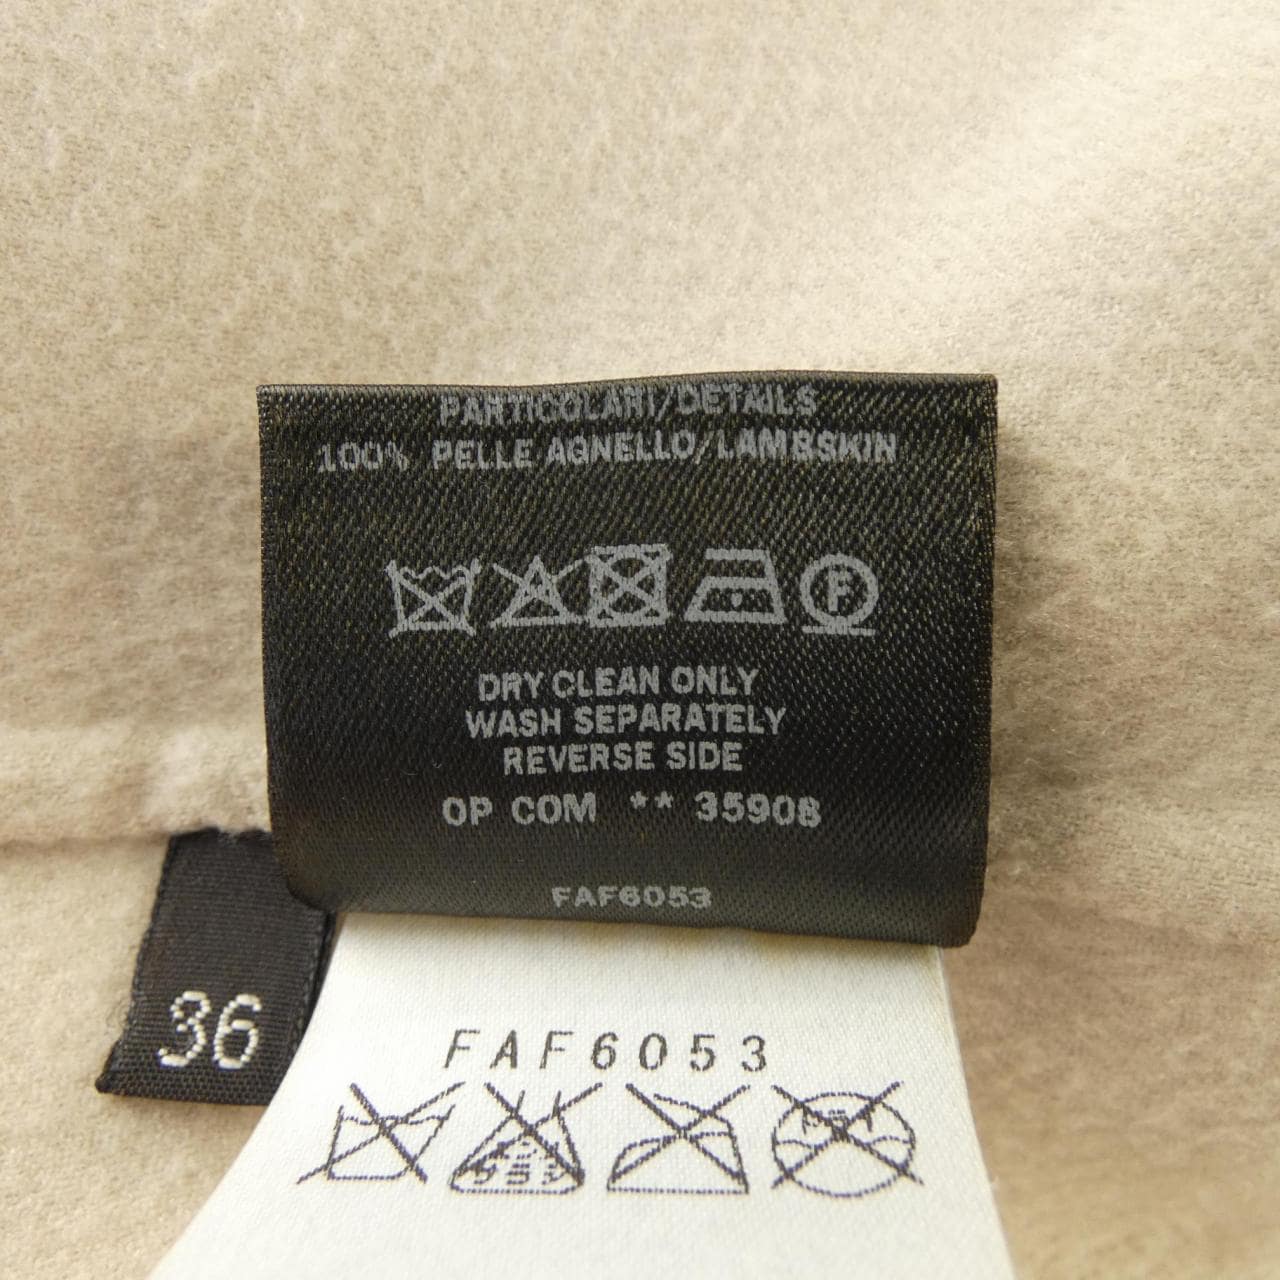 PARTICOLARI/DETAILS
100% PELLE AGNELLO/LAMBSKIN
F
DRY CLEAN ONLY
WASH SEPARATELY
REVERSE SIDE
OP COM ** 35908
FAF6053
36
FAF6053